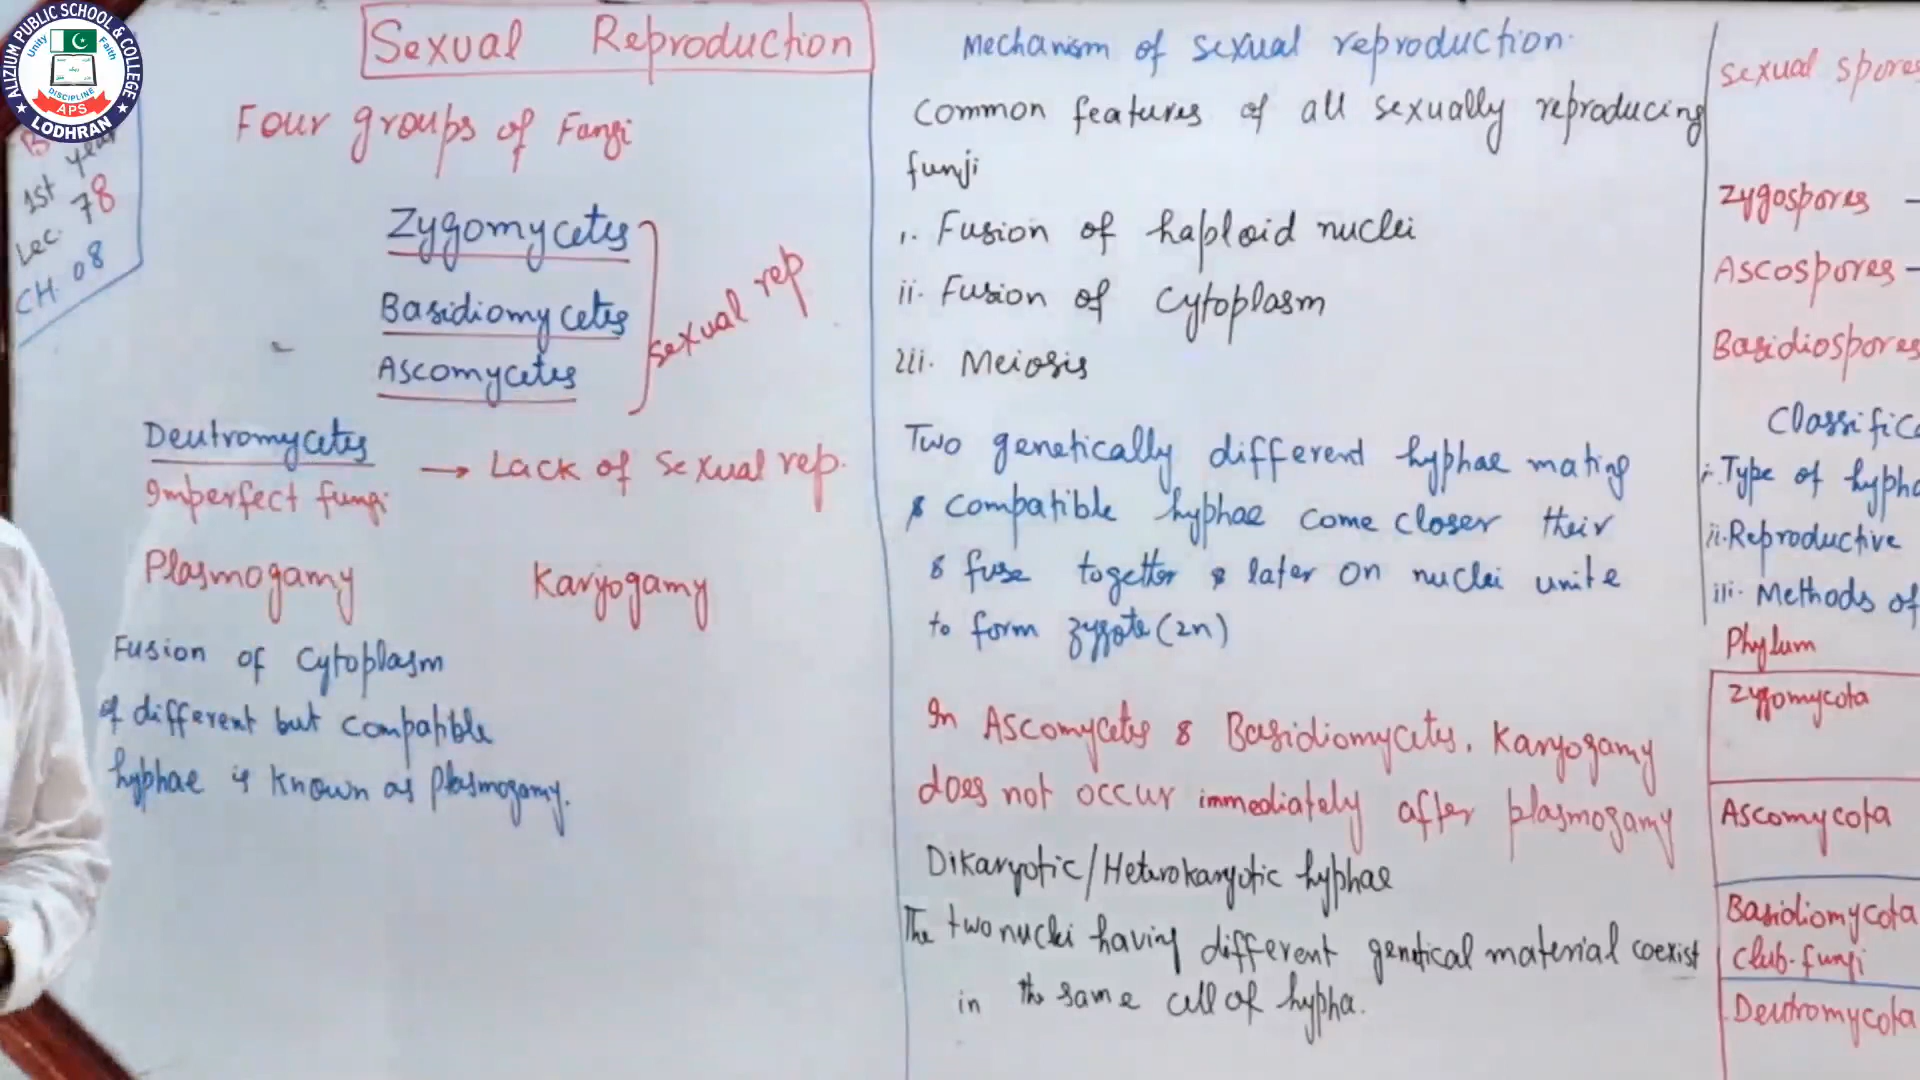 ALIZIUM PUBLIC SCHOOL & COLLEGE
Unity
Faith
DISCIPLINE
APS
LODHRAN
1st year
Lec. 78
CH. 08
Sexual Reproduction
Four groups of Fangi
Zygomycetes
Basidiomycetes
Ascomycetes
sexual rep
Deutromycetes
Imperfect fungi
→ Lack of sexual rep.
Plasmogamy
Karyogamy
Fusion of Cytoplasm
of different but compatible
hyphae is known as plasmogamy.
Mechanism of sexual reproduction
Common features of all sexually reproducing
funji
i. Fusion of haploid nuclei
ii. Fusion of Cytoplasm
iii. Meiosis
Two genetically different hyphae mating
& compatible hyphae come closer their
& fuse together & later on nuclei unite
to form zygote (2n)
In Ascomycetes & Basidiomycetes, Karyogamy
does not occur immediately after plasmogamy
Dikaryotic/Heterokaryotic hyphae
The two nuclei having different genetical material coexist
in the same cell of hypha.
sexual spores
Zygospores -
Ascospores -
Basidiospores
Classific
i. Type of hypha
ii. Reproductive
iii. Methods of
Phylum
Zygomycota
Ascomycota
Basidiomycota
Club-funji
Deutromycota